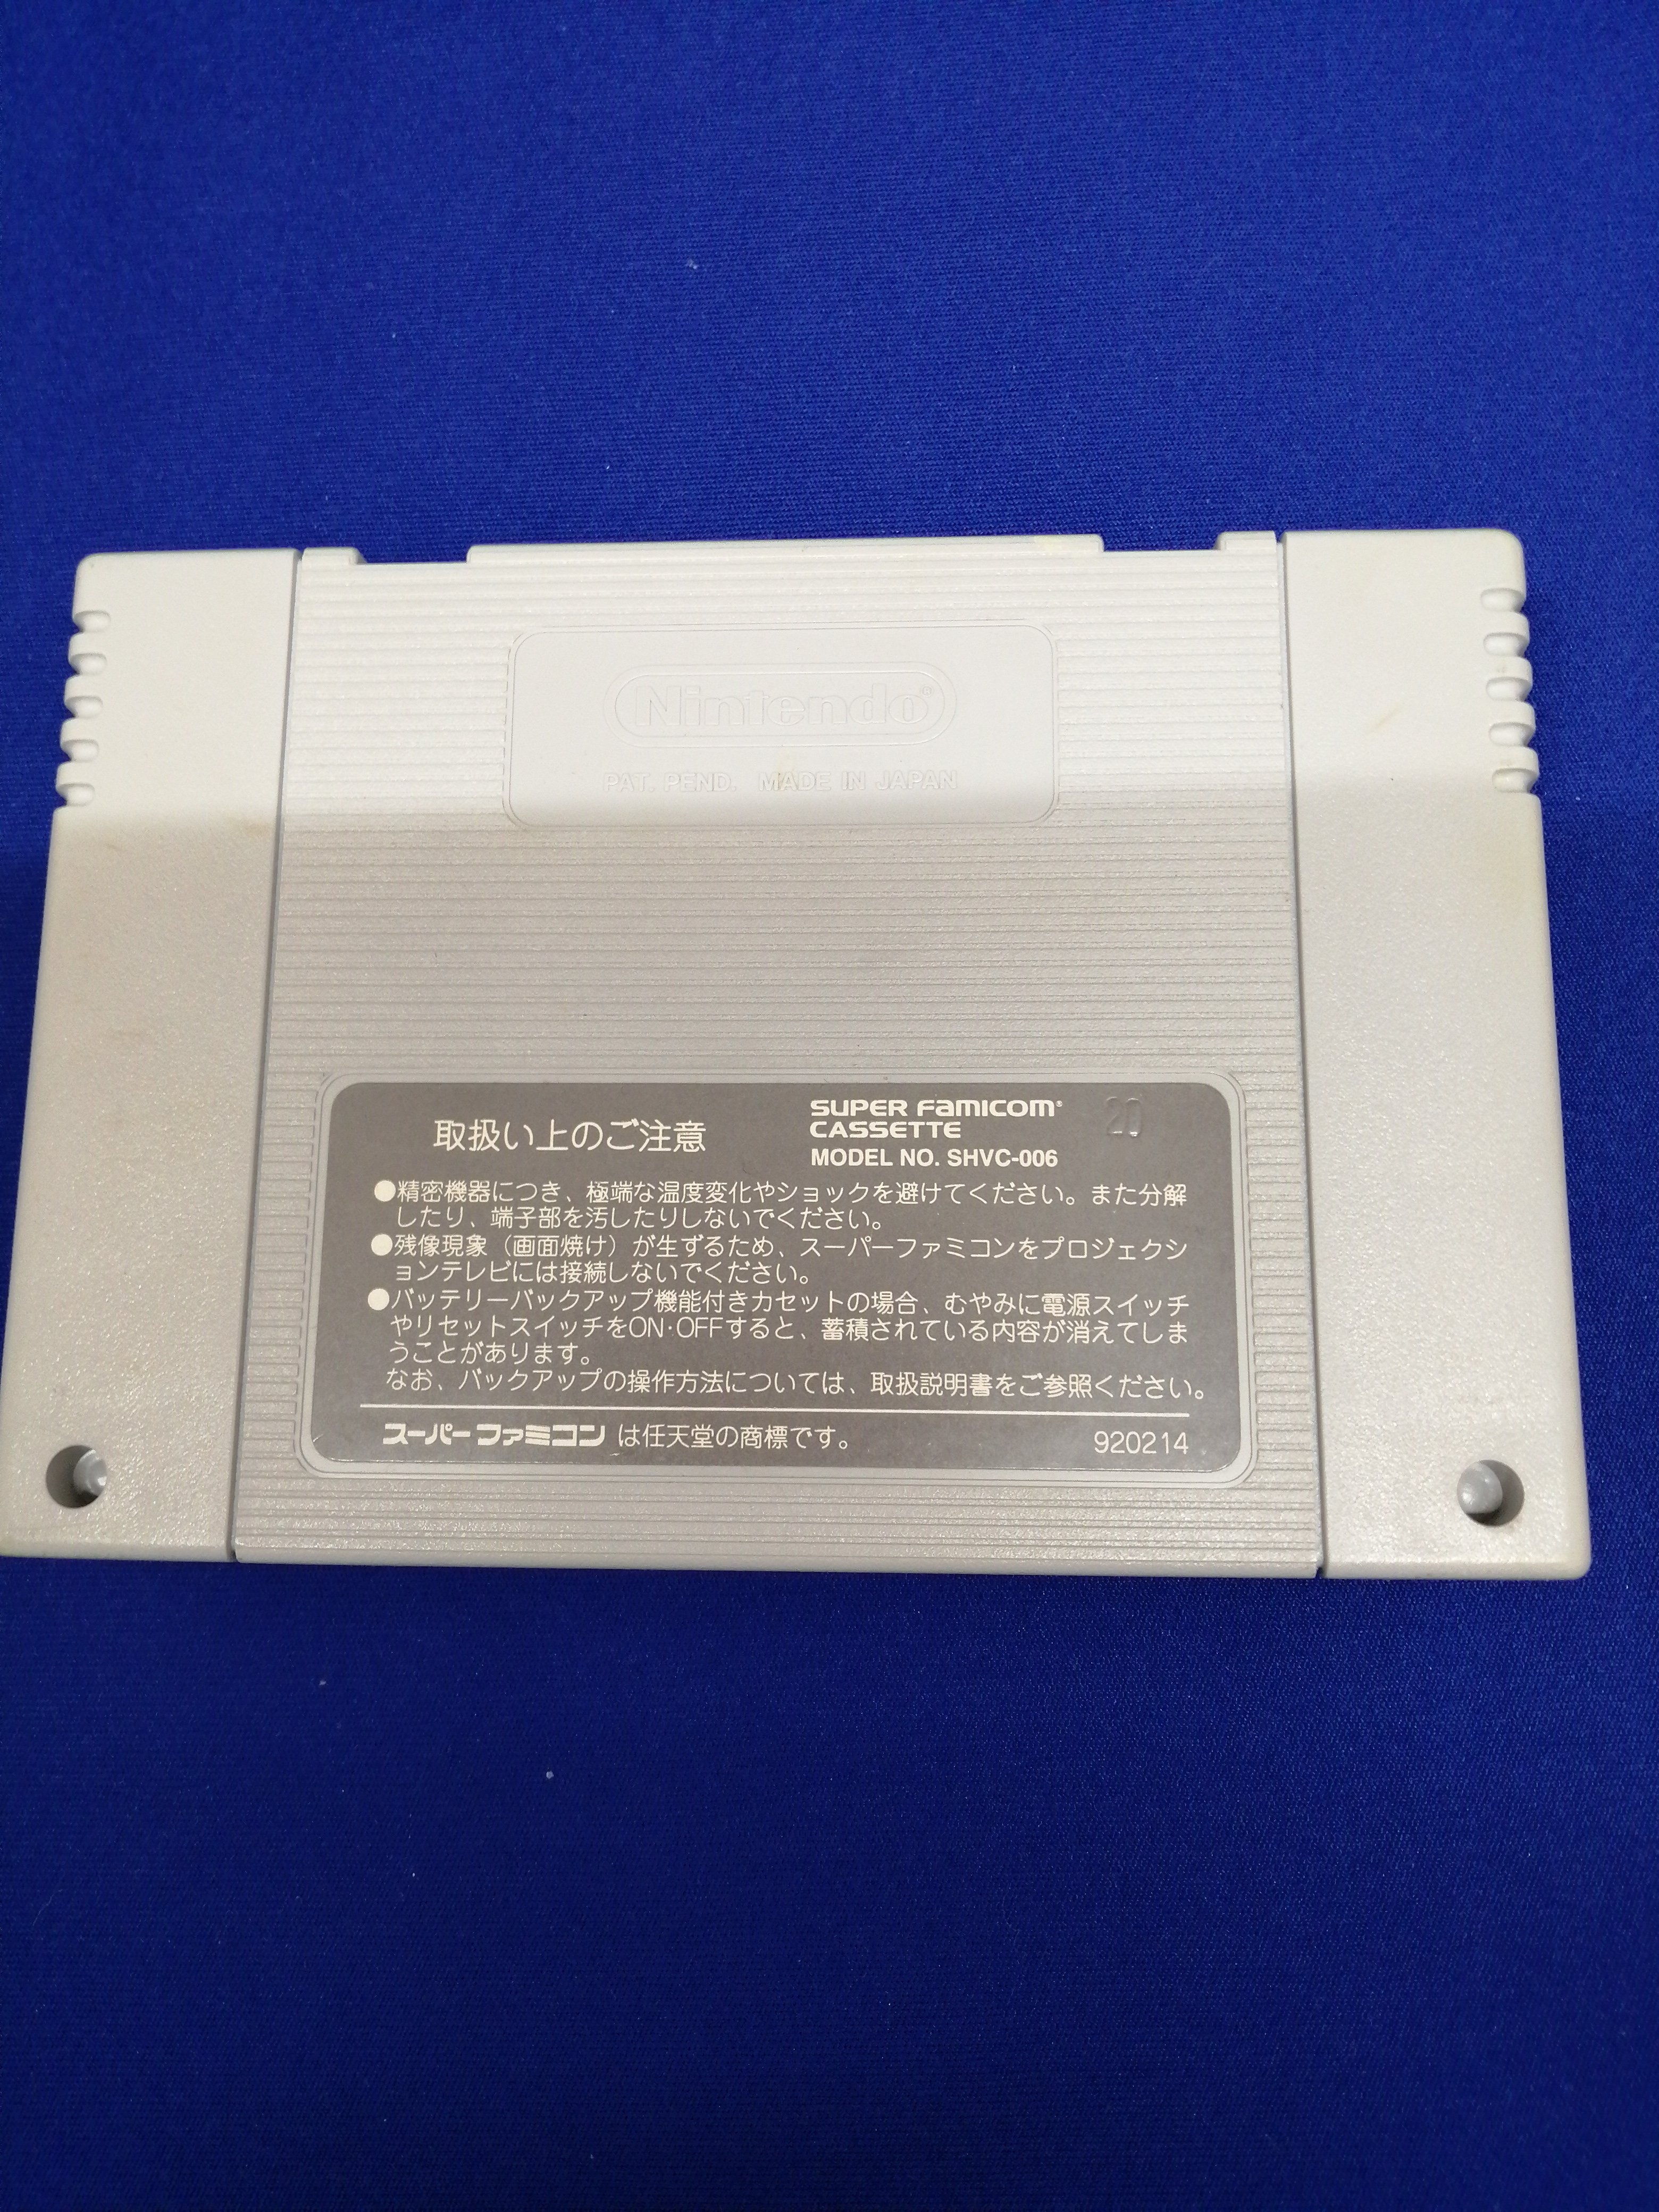 Nintendo®
PAT. PEND. MADE IN JAPAN
取扱い上のご注意
SUPER FAMICOM®
CASSETTE
MODEL NO. SHVC-006
20
●精密機器につき、極端な温度変化やショックを避けてください。また分解
したり、端子部を汚したりしないでください。
●残像現象（画面焼け）が生ずるため、スーパーファミコンをプロジェクシ
ョンテレビには接続しないでください。
●バッテリーバックアップ機能付きカセットの場合、むやみに電源スイッチ
やリセットスイッチをON·OFFすると、蓄積されている内容が消えてしま
うことがあります。
なお、バックアップの操作方法については、取扱説明書をご参照ください。
スーパーファミコン は任天堂の商標です。
920214